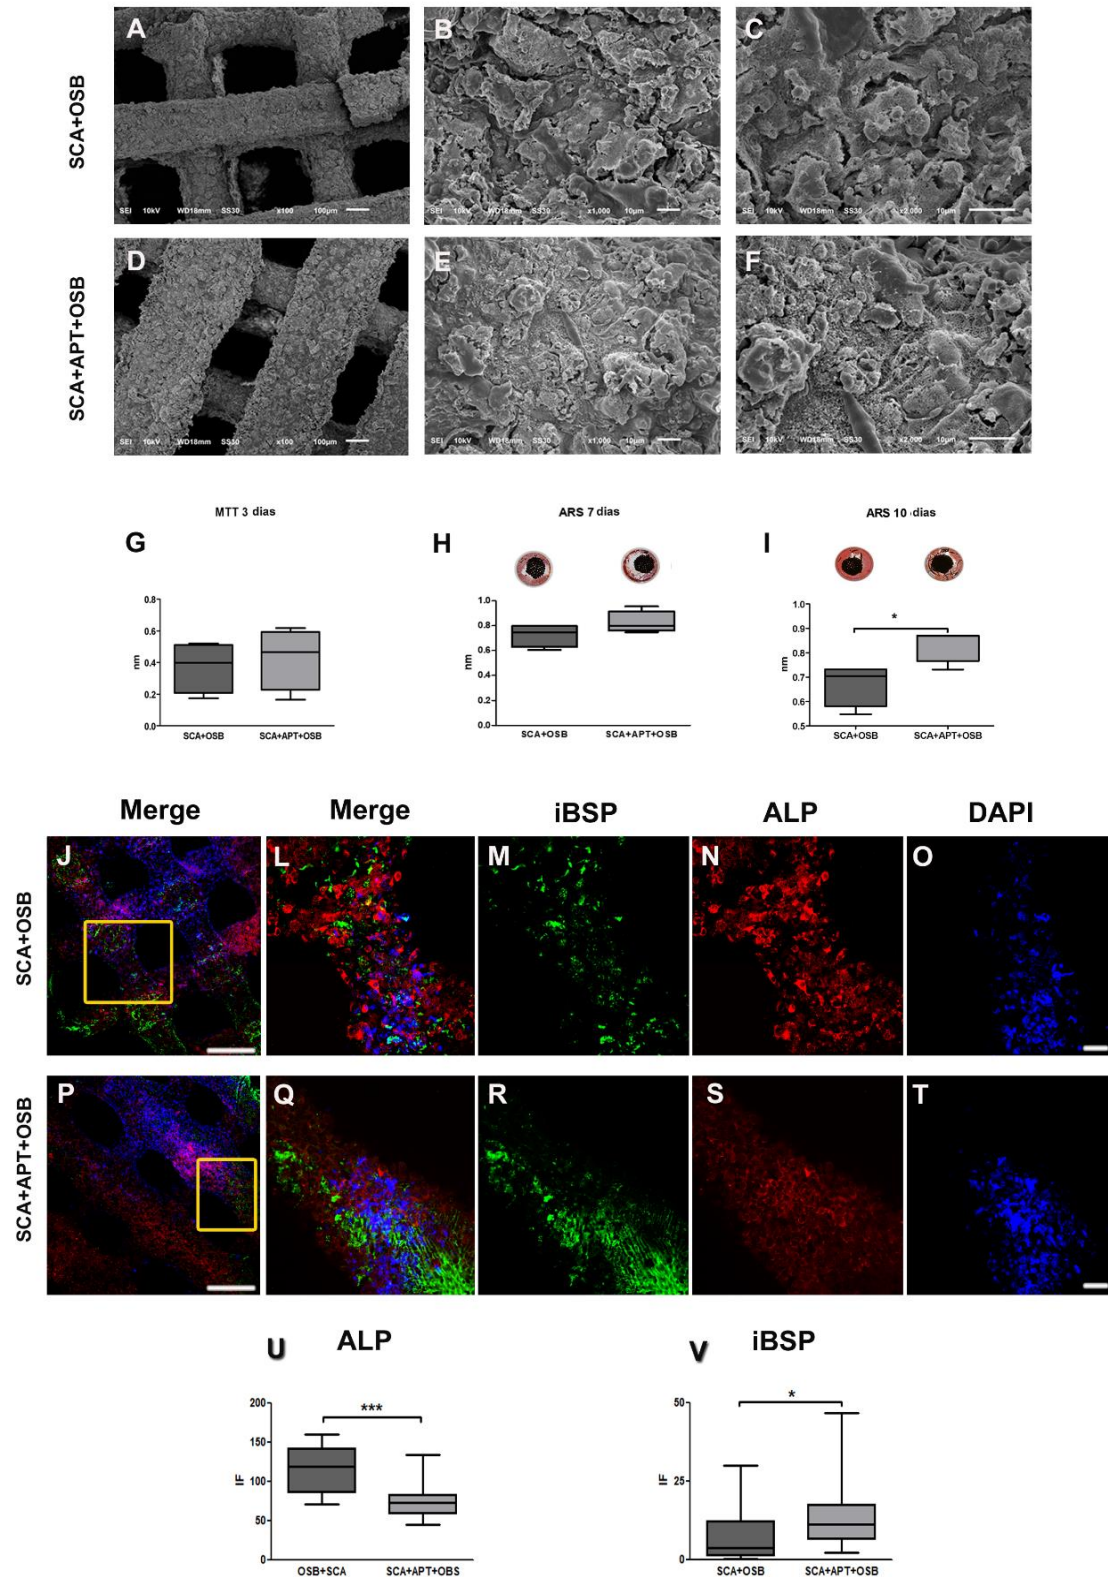 SCA+OSB
A
SEI 10kV WD18mm SS30 x100 100µm
B
SEI 10kV WD18mm SS30 x1,000 10µm
C
SEI 10kV WD18mm SS30 x2,000 10µm
SCA+APT+OSB
D
SEI 10kV WD18mm SS30 x100 100µm
E
SEI 10kV WD18mm SS30 x1,000 10µm
F
SEI 10kV WD18mm SS30 x2,000 10µm
MTT 3 dias
G
0.8
0.6
0.4
0.2
0.0
nm
SCA+OSB SCA+APT+OSB
ARS 7 dias
H
1.0
0.8
0.6
0.4
0.2
0.0
nm
SCA+OSB SCA+APT+OSB
ARS 10 dias
I
1.0
0.9
0.8
0.7
0.6
0.5
nm
*
SCA+OSB SCA+APT+OSB
Merge Merge iBSP ALP DAPI
SCA+OSB
J L M N O
SCA+APT+OSB
P Q R S T
U ALP
200
150
100
50
0
IF
***
OSB+SCA SCA+APT+OBS
V iBSP
50
25
0
IF
*
SCA+OSB SCA+APT+OSB